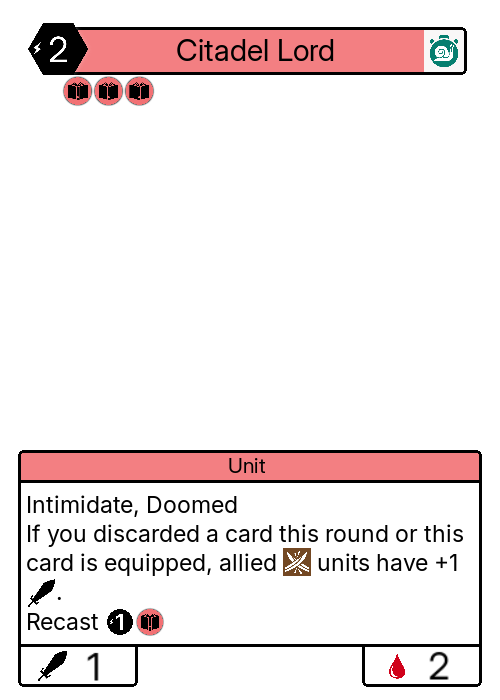 2 Citadel Lord
Unit
Intimidate, Doomed
If you discarded a card this round or this
card is equipped, allied units have +1
.
Recast 1
1 2